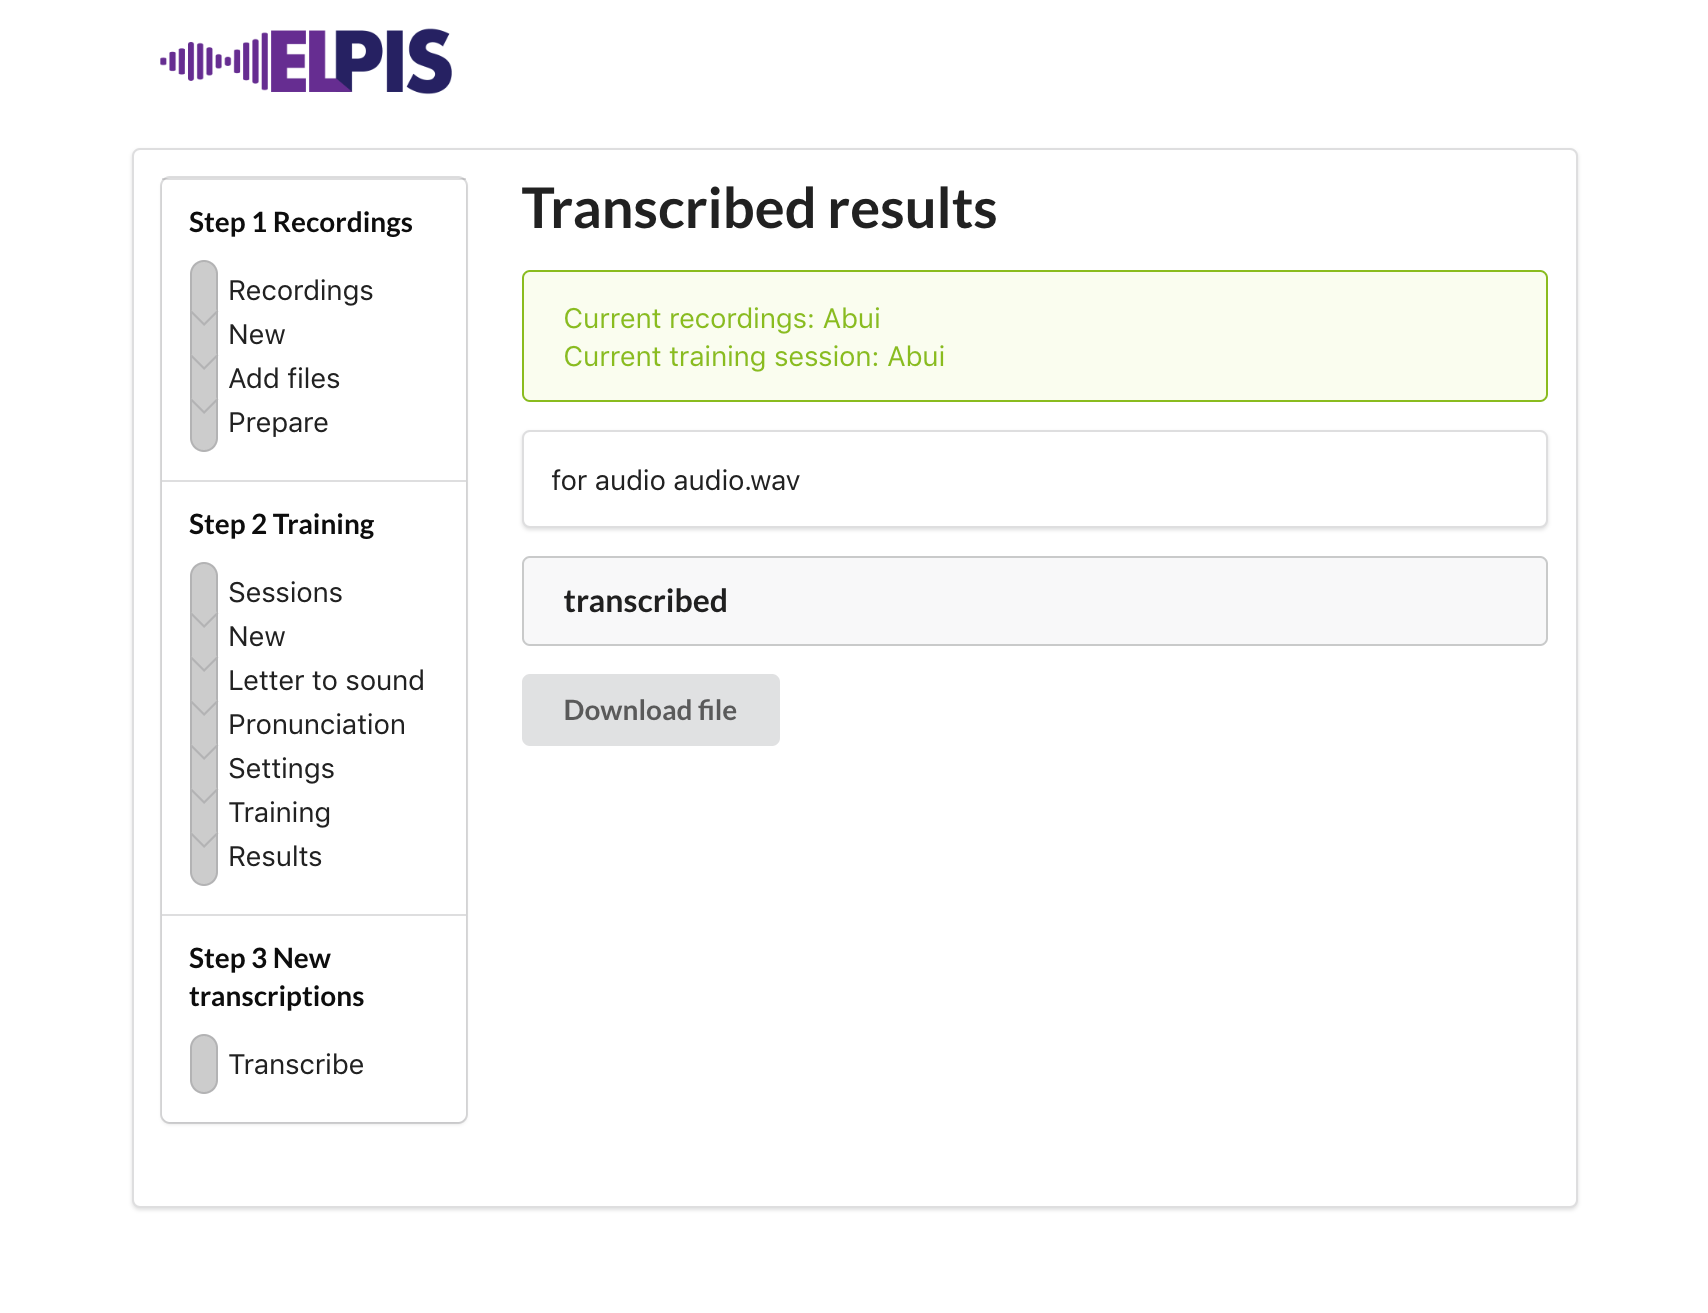 ELPIS
Step 1 Recordings
Recordings
New
Add files
Prepare
Step 2 Training
Sessions
New
Letter to sound
Pronunciation
Settings
Training
Results
Step 3 New
transcriptions
Transcribe
Transcribed results
Current recordings: Abui
Current training session: Abui
for audio audio.wav
transcribed
Download file